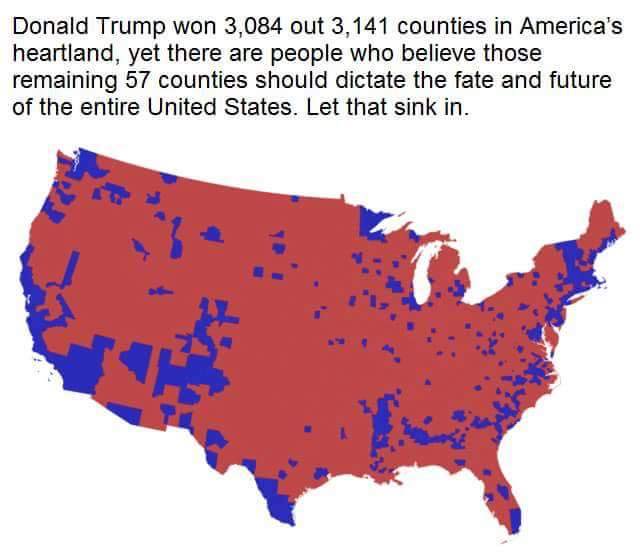 Donald Trump won 3,084 out 3,141 counties in America's
heartland, yet there are people who believe those
remaining 57 counties should dictate the fate and future
of the entire United States. Let that sink in.